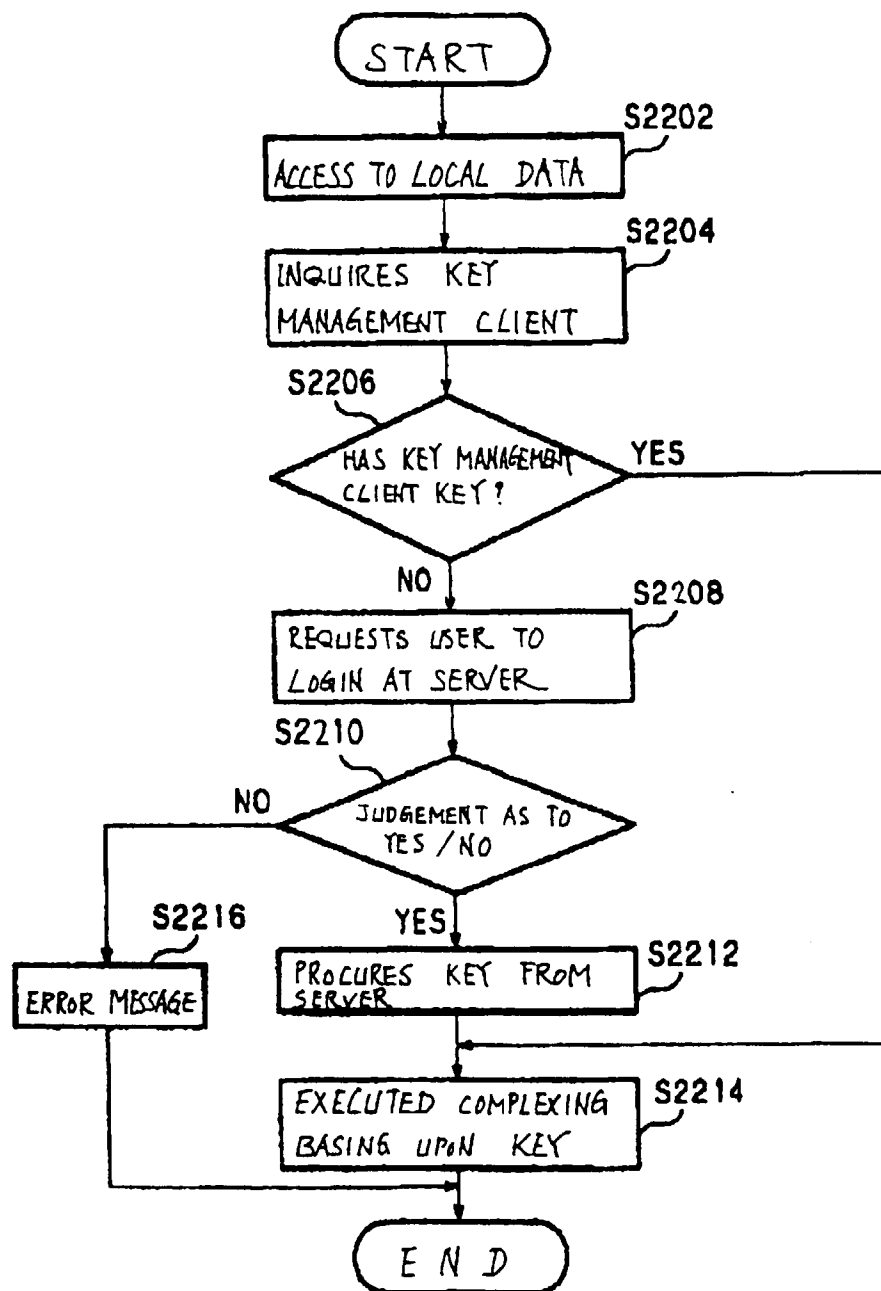 START
S2202
ACCESS TO LOCAL DATA
S2204
INQUIRES KEY
MANAGEMENT CLIENT
S2206
HAS KEY MANAGEMENT
CLIENT KEY?
YES
NO
S2208
REQUESTS USER TO
LOGIN AT SERVER
S2210
NO
JUDGEMENT AS TO
YES / NO
YES
S2216
ERROR MESSAGE
S2212
PROCURES KEY FROM
SERVER
S2214
EXECUTED COMPLEXING
BASING UPON KEY
END